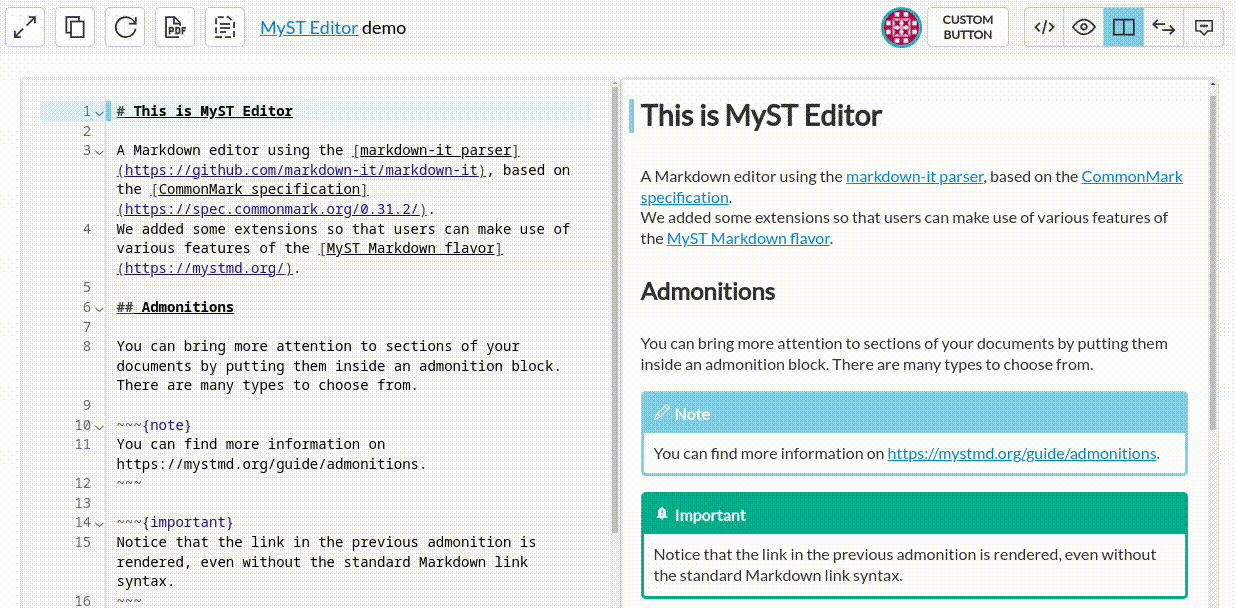 MyST Editor demo
CUSTOM
BUTTON
1 # This is MyST Editor
2
3 A Markdown editor using the [markdown-it parser]
(https://github.com/markdown-it/markdown-it), based on
the [CommonMark specification]
(https://spec.commonmark.org/0.31.2/).
4 We added some extensions so that users can make use of
various features of the [MyST Markdown flavor]
(https://mystmd.org/).
5
6 ## Admonitions
7
8 You can bring more attention to sections of your
documents by putting them inside an admonition block.
There are many types to choose from.
9
10 ~~~{note}
11 You can find more information on
https://mystmd.org/guide/admonitions.
12 ~~~
13
14 ~~~{important}
15 Notice that the link in the previous admonition is
rendered, even without the standard Markdown link
syntax.
16 ~~~
This is MyST Editor
A Markdown editor using the markdown-it parser, based on the CommonMark
specification.
We added some extensions so that users can make use of various features of
the MyST Markdown flavor.
Admonitions
You can bring more attention to sections of your documents by putting them
inside an admonition block. There are many types to choose from.
Note
You can find more information on https://mystmd.org/guide/admonitions.
Important
Notice that the link in the previous admonition is rendered, even without
the standard Markdown link syntax.